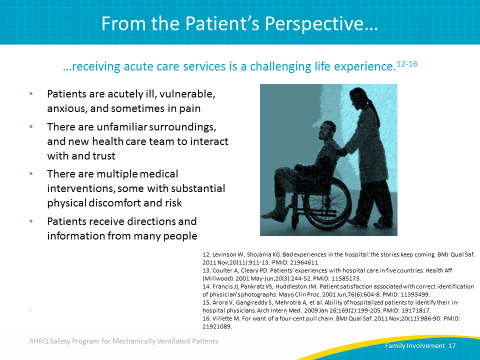 From the Patient's Perspective…
…receiving acute care services is a challenging life experience.12-16
• Patients are acutely ill, vulnerable,
anxious, and sometimes in pain
• There are unfamiliar surroundings,
and new health care team to interact
with and trust
• There are multiple medical
interventions, some with substantial
physical discomfort and risk
• Patients receive directions and
information from many people
12. Levinson W, Shojania KG. Bad experiences in the hospital: the stories keep coming. BMJ Qual Saf.
2011 Nov;20(11):911-13. PMID: 21964611.
13. Coulter A, Cleary PD. Patients' experiences with hospital care in five countries. Health Aff
(Millwood). 2001 May-Jun;20(3):244-52. PMID: 11585173.
14. Francis JJ, Pankratz VS, Huddleston JM. Patient satisfaction associated with correct identification
of physician's photographs. Mayo Clin Proc. 2001 Jun;76(6):604-8. PMID: 11393499.
15. Arora V, Gangireddy S, Mehrotra A, et al. Ability of hospitalized patients to identify their in-
hospital physicians. Arch Intern Med. 2009 Jan 26;169(2):199-205. PMID: 19171817.
16. Villette M. For want of a four-cent pull chain. BMJ Qual Saf. 2011 Nov;20(11):986-90. PMID:
21921089.
AHRQ Safety Program for Mechanically Ventilated Patients
Family Involvement 17